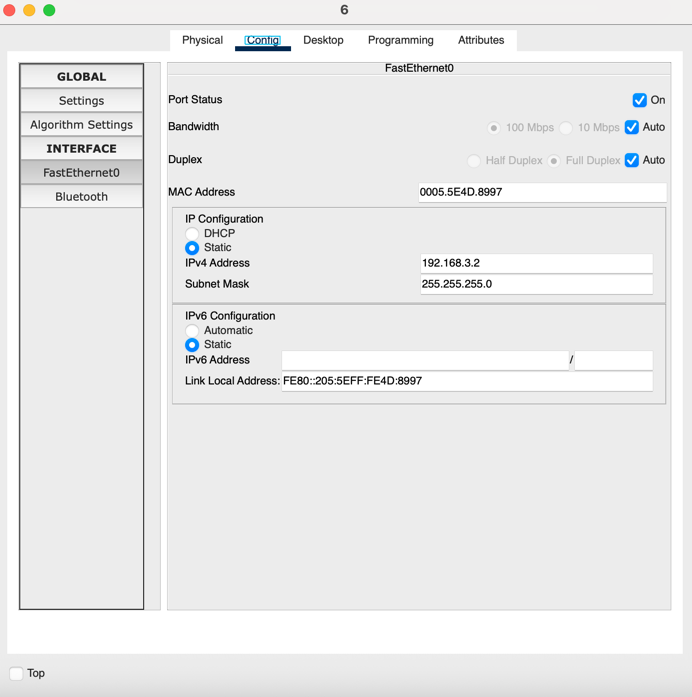 6
Physical Config Desktop Programming Attributes
GLOBAL
Settings
Algorithm Settings
INTERFACE
FastEthernet0
Bluetooth
FastEthernet0
Port Status On
Bandwidth 100 Mbps 10 Mbps Auto
Duplex Half Duplex Full Duplex Auto
MAC Address 0005.5E4D.8997
IP Configuration
DHCP
Static
IPv4 Address 192.168.3.2
Subnet Mask 255.255.255.0
IPv6 Configuration
Automatic
Static
IPv6 Address /
Link Local Address: FE80::205:5EFF:FE4D:8997
Top